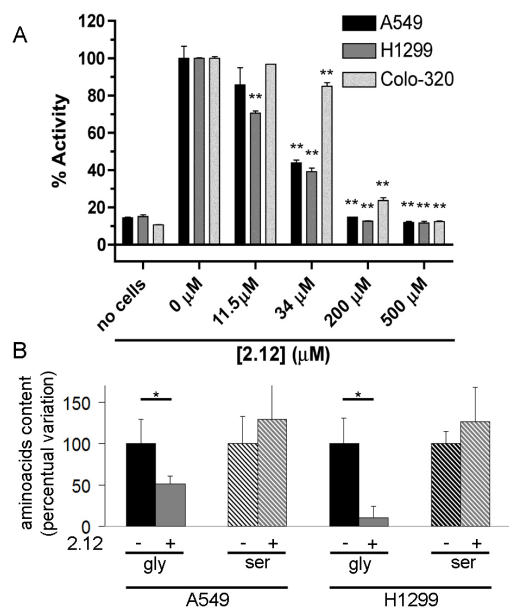 A
120
100
80
60
40
20
0
% Activity
A549
H1299
Colo-320
**
** **
**
** **
**
** ** **
no cells
0 µM
11.5µM
34 µM
200 µM
500 µM
[2.12] (µM)
B
aminoacids content
(percentual variation)
150
100
50
0
* *
2.12 - + - + - + - +
gly ser gly ser
A549 H1299